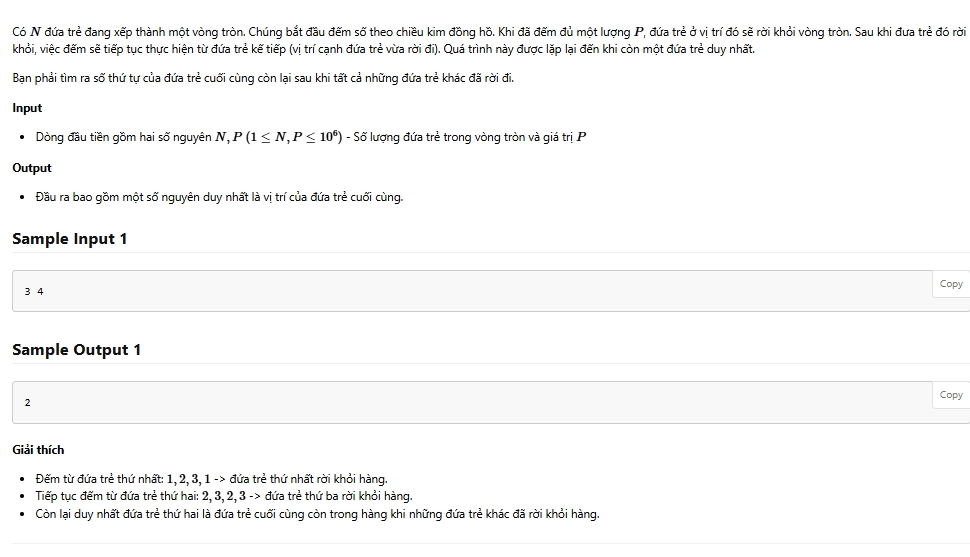 Có N đứa trẻ đang xếp thành một vòng tròn. Chúng bắt đầu đếm số theo chiều kim đồng hồ. Khi đã đếm đủ một lượng P, đứa trẻ ở vị trí đó sẽ rời khỏi vòng tròn. Sau khi đưa trẻ đó rời
khỏi, việc đếm sẽ tiếp tục thực hiện từ đứa trẻ kế tiếp (vị trí cạnh đứa trẻ vừa rời đi). Quá trình này được lặp lại đến khi còn một đứa trẻ duy nhất.
Bạn phải tìm ra số thứ tự của đứa trẻ cuối cùng còn lại sau khi tất cả những đứa trẻ khác đã rời đi.
Input
• Dòng đầu tiên gồm hai số nguyên N, P (1 ≤ N, P ≤ 10⁶) - Số lượng đứa trẻ trong vòng tròn và giá trị P
Output
• Đầu ra bao gồm một số nguyên duy nhất là vị trí của đứa trẻ cuối cùng.
Sample Input 1
Copy
3 4
Sample Output 1
Copy
2
Giải thích
• Đếm từ đứa trẻ thứ nhất: 1, 2, 3, 1 -> đứa trẻ thứ nhất rời khỏi hàng.
• Tiếp tục đếm từ đứa trẻ thứ hai: 2, 3, 2, 3 -> đứa trẻ thứ ba rời khỏi hàng.
• Còn lại duy nhất đứa trẻ thứ hai là đứa trẻ cuối cùng còn trong hàng khi những đứa trẻ khác đã rời khỏi hàng.